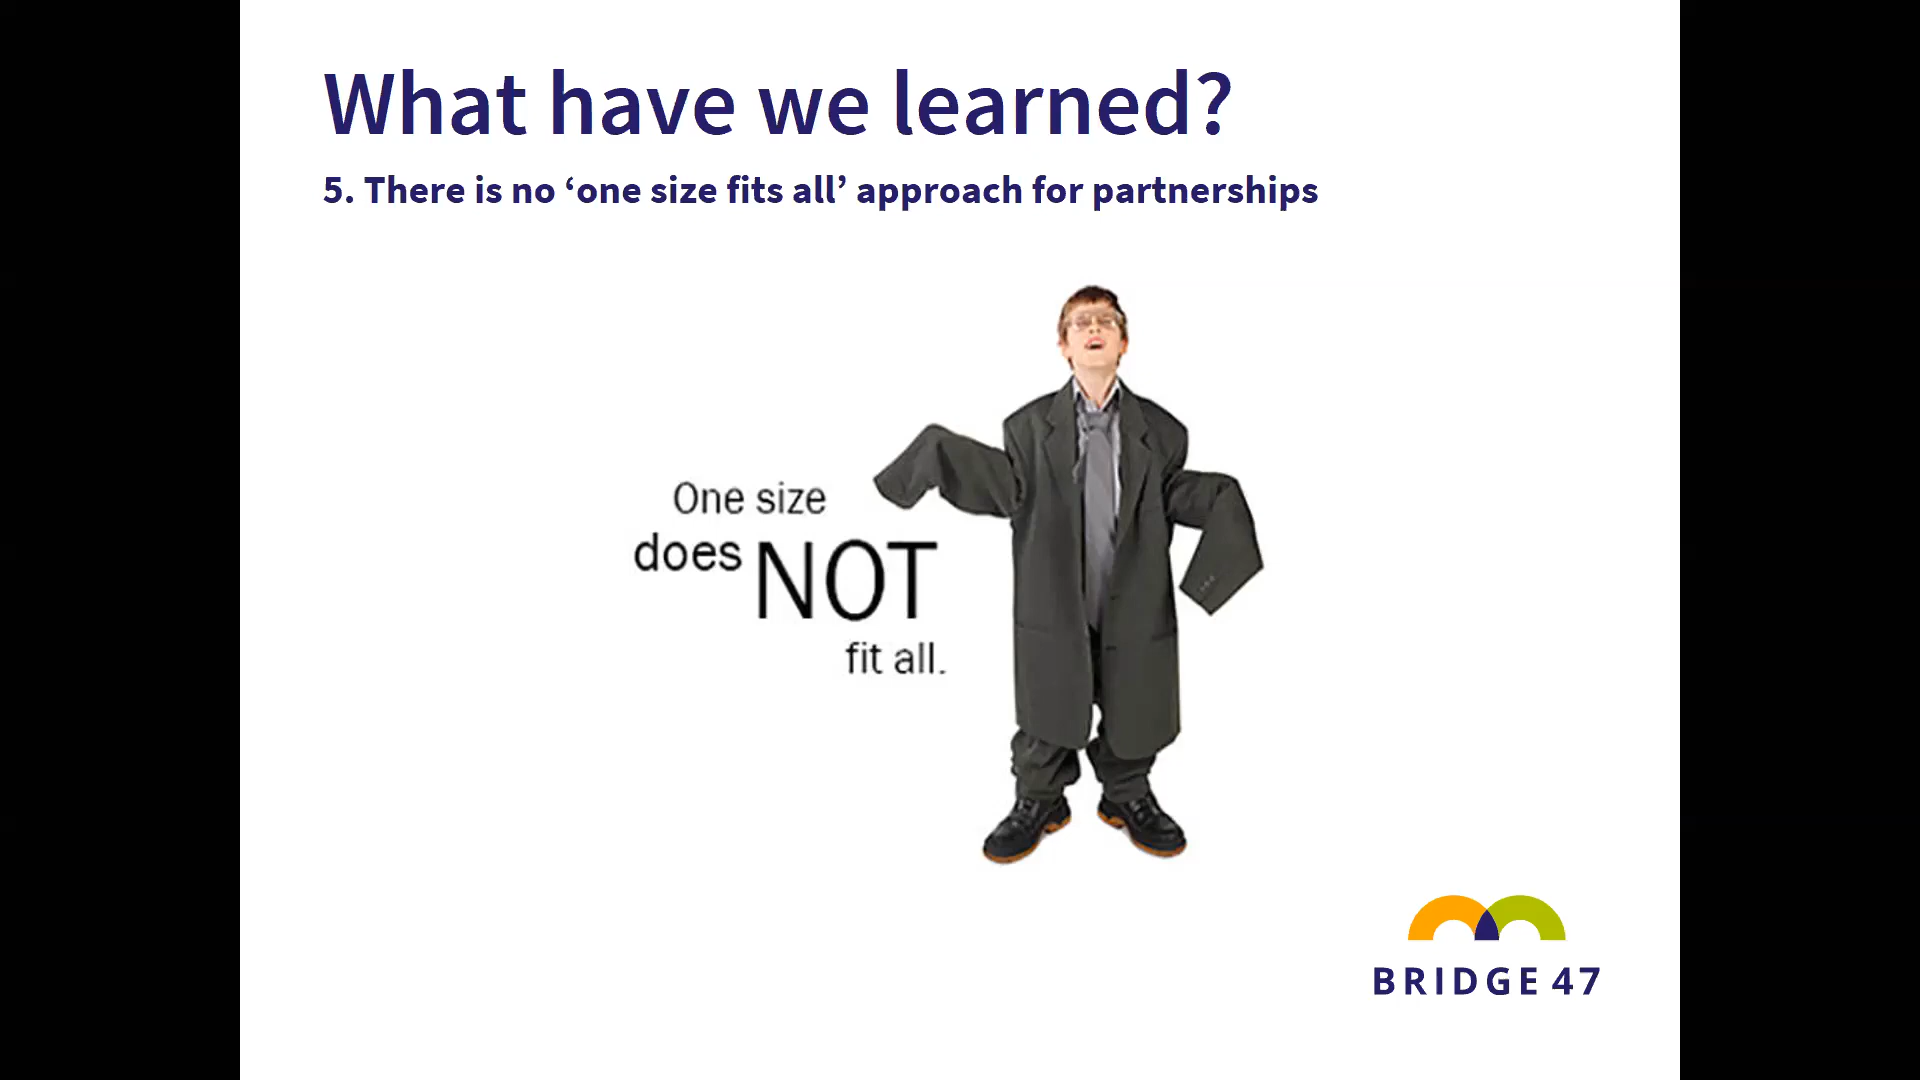 What have we learned?
5. There is no ‘one size fits all’ approach for partnerships
One size
does NOT
fit all.
BRIDGE 47